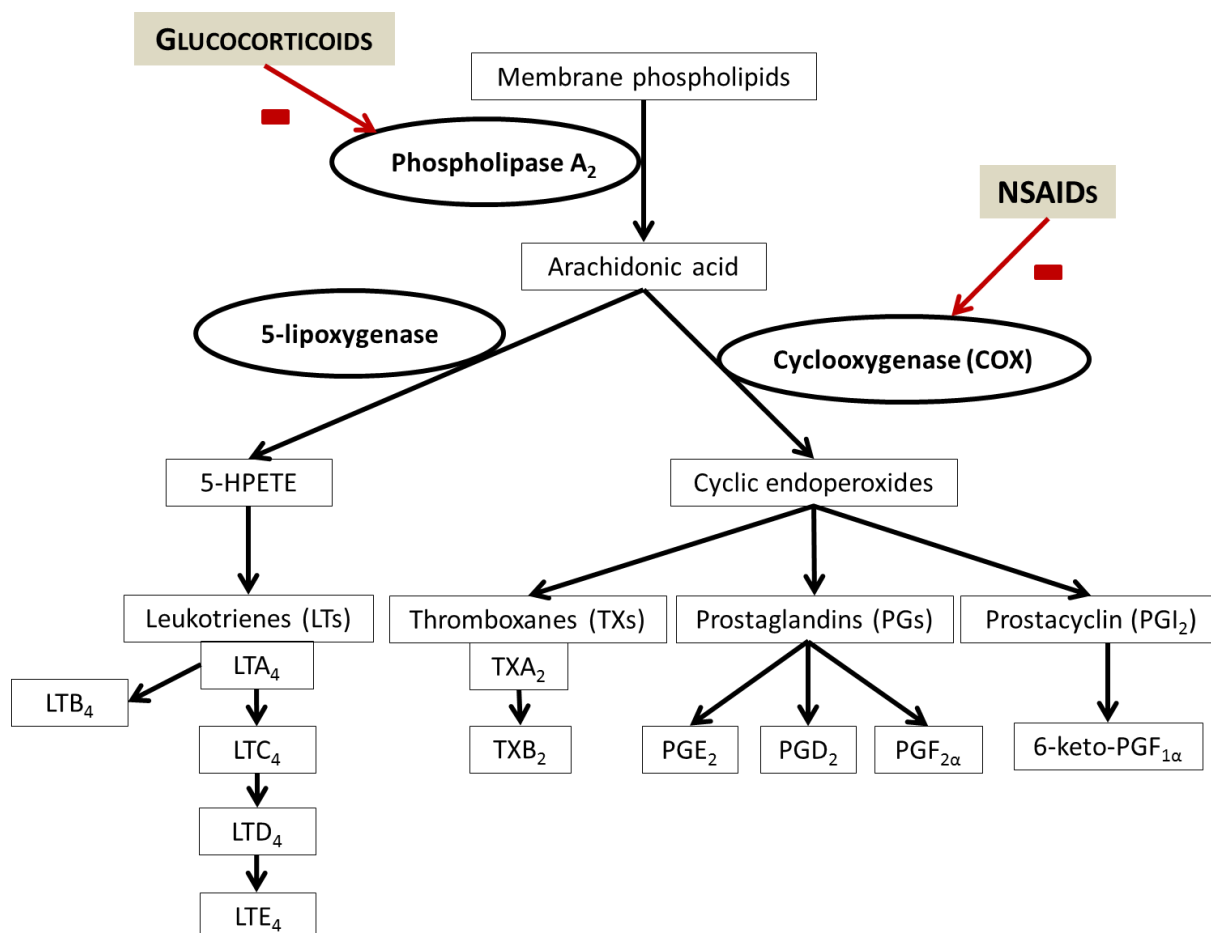 GLUCOCORTICOIDS
Membrane phospholipids
Phospholipase A₂
NSAIDs
Arachidonic acid
5-lipoxygenase
Cyclooxygenase (COX)
5-HPETE
Cyclic endoperoxides
Leukotrienes (LTs)
Thromboxanes (TXs)
Prostaglandins (PGs)
Prostacyclin (PGI₂)
LTA₄
TXA₂
LTB₄
LTC₄
TXB₂
PGE₂
PGD₂
PGF₂α
6-keto-PGF₁α
LTD₄
LTE₄